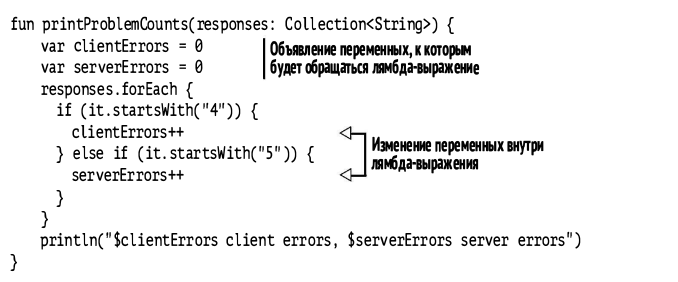 fun printProblemCounts(responses: Collection<String>) {
var clientErrors = 0
Объявление переменных, к которым
var serverErrors = 0
будет обращаться лямбда-выражение
responses.forEach {
if (it.startsWith("4")) {
clientErrors++
Изменение переменных внутри
} else if (it.startsWith("5")) {
лямбда-выражения
serverErrors++
}
}
println("$clientErrors client errors, $serverErrors server errors")
}